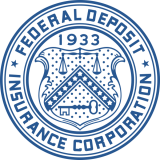 FEDERAL DEPOSIT
1933
INSURANCE CORPORATION